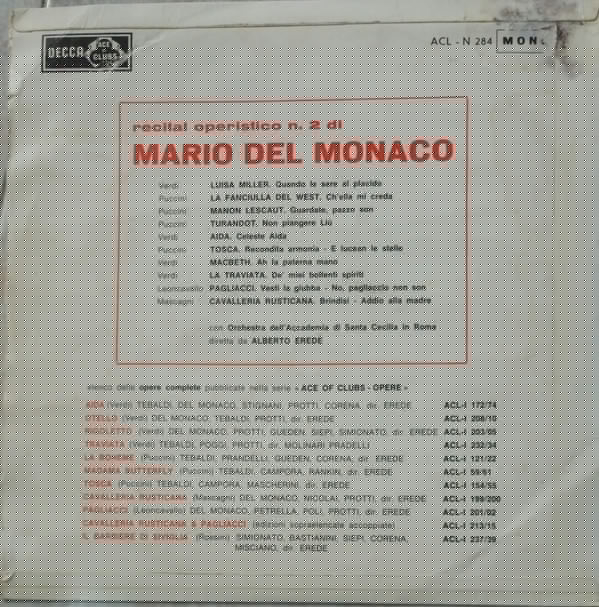 DECCA ACE OF CLUBS
ACL - N 284 MONO
recital operistico n. 2 di
MARIO DEL MONACO
Verdi LUISA MILLER. Quando le sere al placido
Puccini LA FANCIULLA DEL WEST. Ch'ella mi creda
Puccini MANON LESCAUT. Guardate, pazzo son
Puccini TURANDOT. Non piangere Liù
Verdi AIDA. Celeste Aida
Puccini TOSCA. Recondita armonia - E lucean le stelle
Verdi MACBETH. Ah la paterna mano
Verdi LA TRAVIATA. De' miei bollenti spiriti
Leoncavallo PAGLIACCI. Vesti la giubba - No, pagliaccio non son
Mascagni CAVALLERIA RUSTICANA. Brindisi - Addio alla madre
con Orchestra dell'Accademia di Santa Cecilia in Roma
diretta da ALBERTO EREDE
elenco delle opere complete pubblicate nella serie « ACE OF CLUBS - OPERE »
AIDA (Verdi) TEBALDI, DEL MONACO, STIGNANI, PROTTI, CORENA, dir. EREDE ACL-I 172/74
OTELLO (Verdi) DEL MONACO, TEBALDI, PROTTI, dir. EREDE ACL-I 208/10
RIGOLETTO (Verdi) DEL MONACO, PROTTI, GUEDEN, SIEPI, SIMIONATO, dir. EREDE ACL-I 203/05
TRAVIATA (Verdi) TEBALDI, POGGI, PROTTI, dir. MOLINARI PRADELLI ACL-I 232/34
LA BOHEME (Puccini) TEBALDI, PRANDELLI, GUEDEN, CORENA, dir. EREDE ACL-I 121/22
MADAMA BUTTERFLY (Puccini) TEBALDI, CAMPORA, RANKIN, dir. EREDE ACL-I 59/61
TOSCA (Puccini) TEBALDI, CAMPORA, MASCHERINI, dir. EREDE ACL-I 154/55
CAVALLERIA RUSTICANA (Mascagni) DEL MONACO, NICOLAI, PROTTI, dir. EREDE ACL-I 199/200
PAGLIACCI (Leoncavallo) DEL MONACO, PETRELLA, POLI, PROTTI, dir. EREDE ACL-I 201/02
CAVALLERIA RUSTICANA & PAGLIACCI (edizioni sopraelencate accoppiate) ACL-I 213/15
IL BARBIERE DI SIVIGLIA (Rossini) SIMIONATO, BASTIANINI, SIEPI, CORENA, ACL-I 237/39
MISCIANO, dir. EREDE